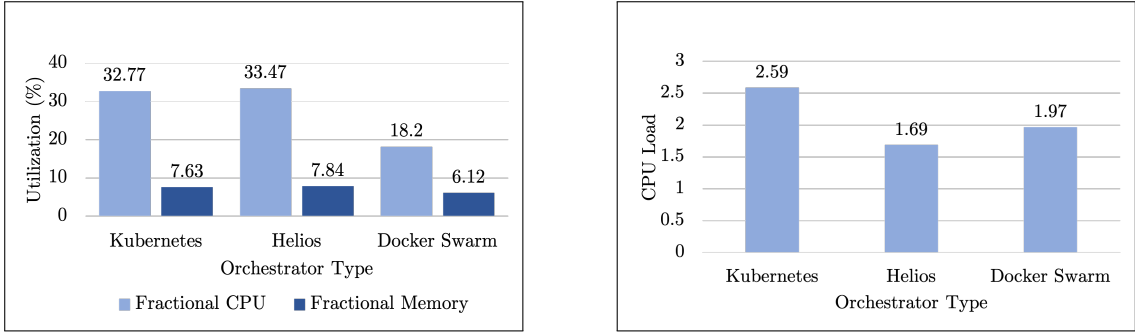 40
32.77
33.47
30
Utilization (%)
20
18.2
10
7.63
7.84
6.12
0
Kubernetes
Helios
Docker Swarm
Orchestrator Type
Fractional CPU
Fractional Memory
3
2.59
2.5
1.97
2
CPU Load
1.69
1.5
1
0.5
0
Kubernetes
Helios
Docker Swarm
Orchestrator Type